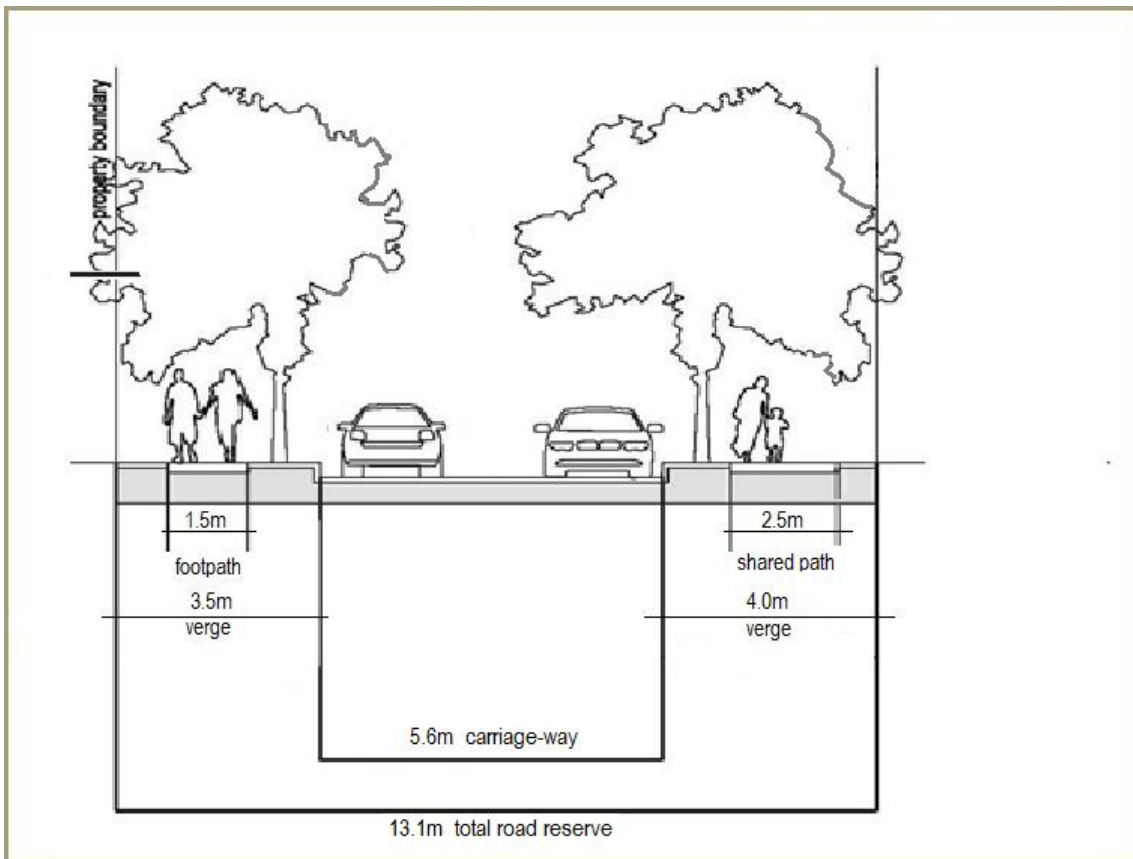 property boundary
1.5m
footpath
3.5m
verge
2.5m
shared path
4.0m
verge
5.6m carriage-way
13.1m total road reserve